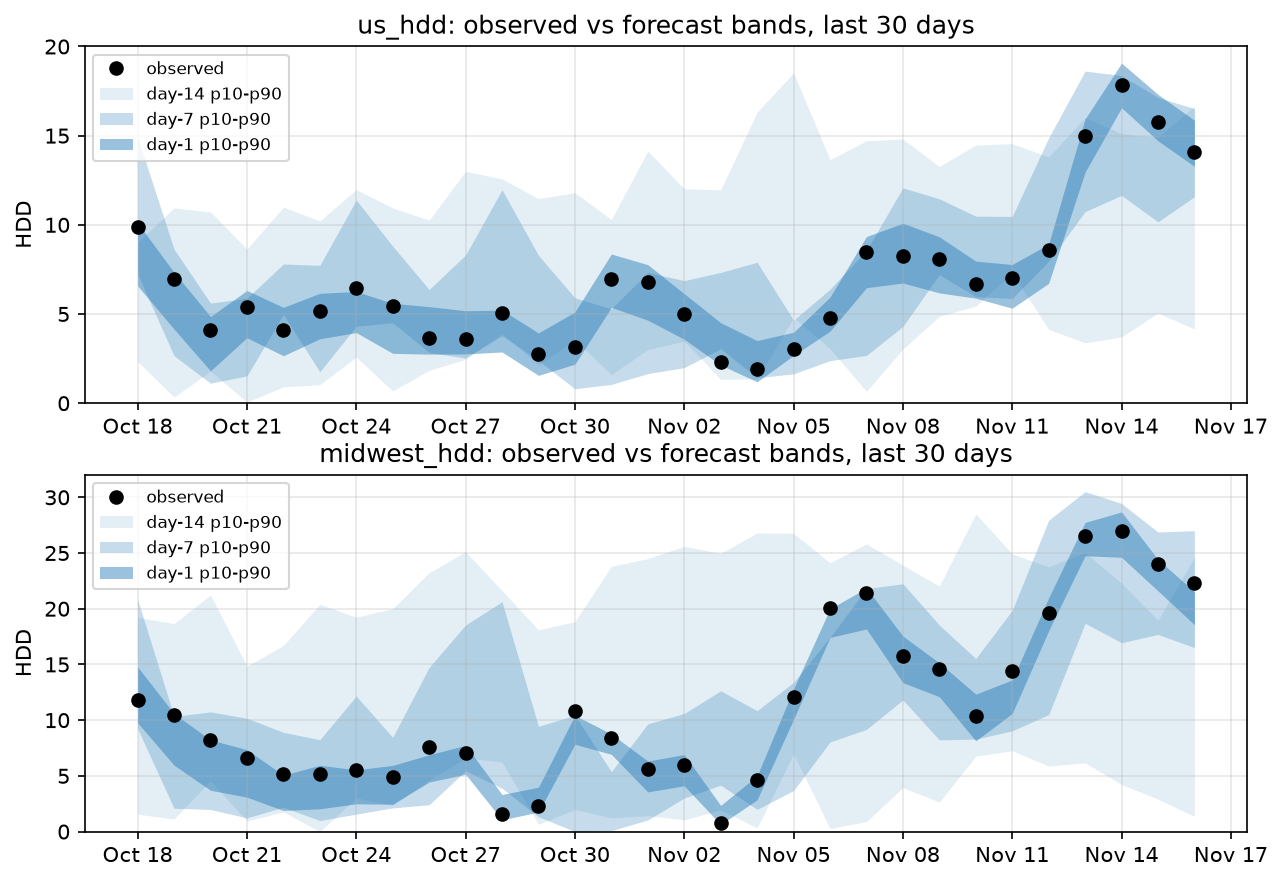 us_hdd: observed vs forecast bands, last 30 days
20
15
10
5
0
HDD
observed
day-14 p10-p90
day-7 p10-p90
day-1 p10-p90
Oct 18 Oct 21 Oct 24 Oct 27 Oct 30 Nov 02 Nov 05 Nov 08 Nov 11 Nov 14 Nov 17
midwest_hdd: observed vs forecast bands, last 30 days
30
25
20
15
10
5
0
HDD
observed
day-14 p10-p90
day-7 p10-p90
day-1 p10-p90
Oct 18 Oct 21 Oct 24 Oct 27 Oct 30 Nov 02 Nov 05 Nov 08 Nov 11 Nov 14 Nov 17